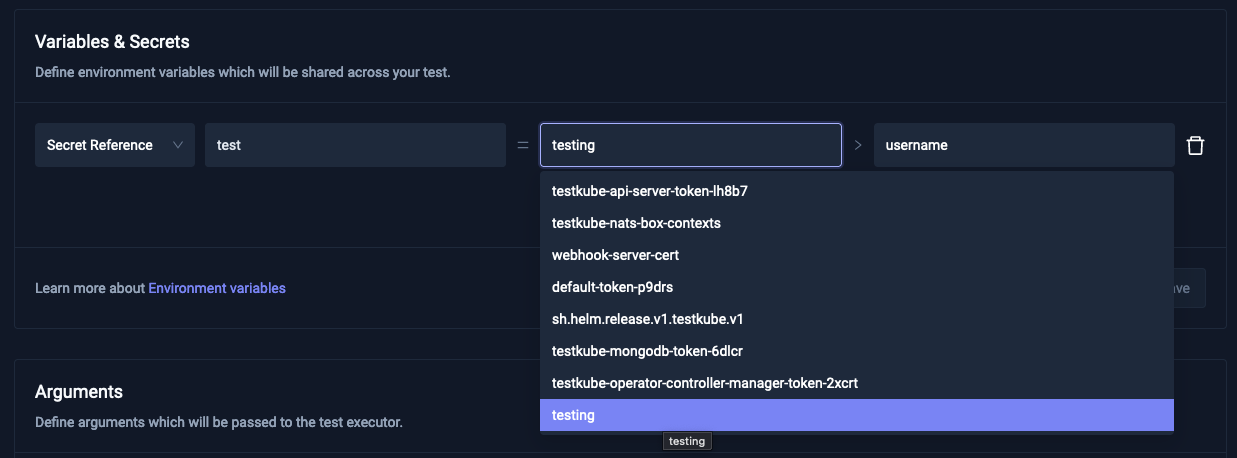 Variables & Secrets
Define environment variables which will be shared across your test.
Secret Reference test = testing > username
testkube-api-server-token-lh8b7
testkube-nats-box-contexts
webhook-server-cert
default-token-p9drs
sh.helm.release.v1.testkube.v1
testkube-mongodb-token-6dlcr
testkube-operator-controller-manager-token-2xcrt
testing
testing
Learn more about Environment variables
Arguments
Define arguments which will be passed to the test executor.